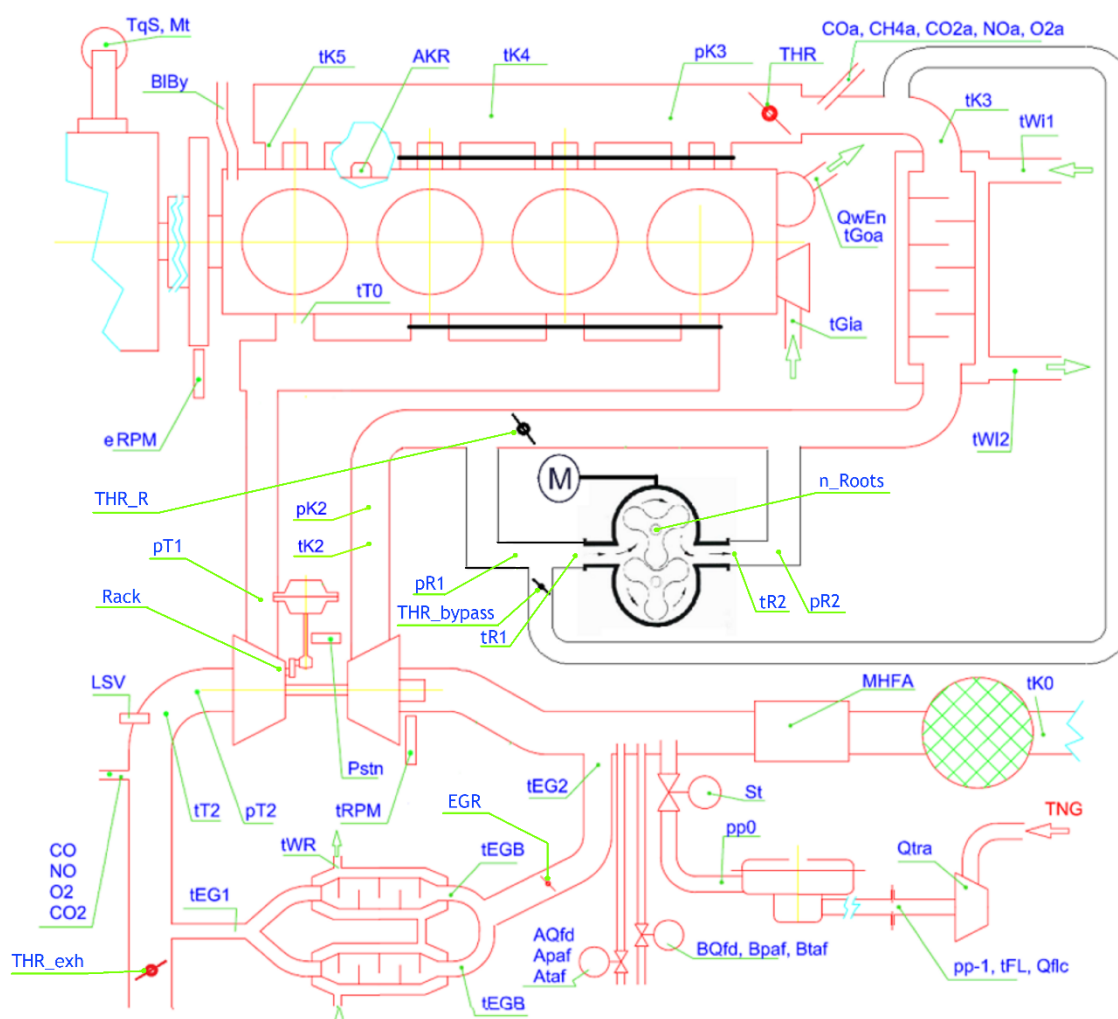 TqS, Mt
COa, CH4a, CO2a, NOa, O2a
tK5
AKR
tK4
pK3
THR
BIBy
tK3
tWi1
QwEn
tGoa
tT0
tGia
eRPM
tWI2
THR_R
M
n_Roots
pK2
tK2
pT1
pR1
Rack
THR_bypass
tR1
tR2
pR2
LSV
MHFA
tK0
Pstn
tEG2
St
tT2
pT2
tRPM
EGR
TNG
CO
NO
O2
CO2
tWR
tEGB
pp0
Qtra
tEG1
THR_exh
AQfd
Apaf
Ataf
BQfd, Bpaf, Btaf
pp-1, tFL, Qflc
tEGB